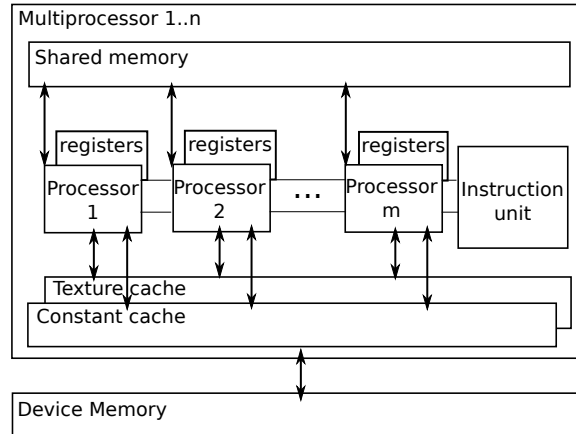 Multiprocessor 1..n
Shared memory
registers
registers
registers
Processor
1
Processor
2
...
Processor
m
Instruction
unit
Texture cache
Constant cache
Device Memory